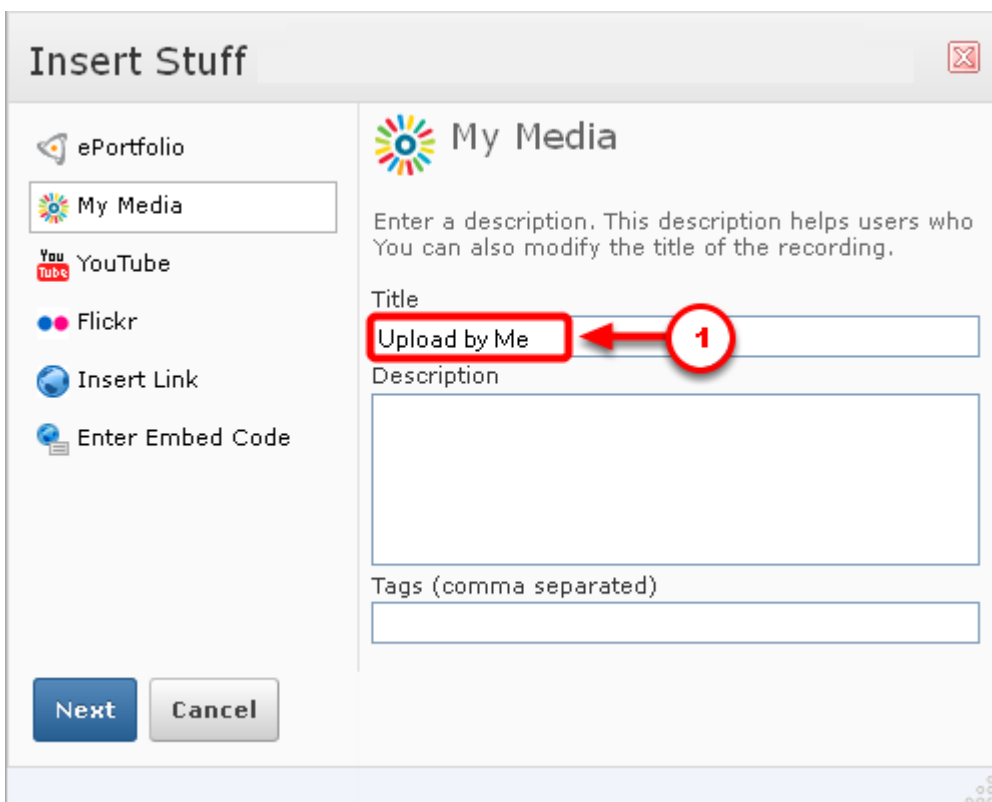 Insert Stuff
ePortfolio
My Media
You
Tube
YouTube
Flickr
Insert Link
Enter Embed Code
My Media
Enter a description. This description helps users who
You can also modify the title of the recording.
Title
Upload by Me
1
Description
Tags (comma separated)
Next
Cancel